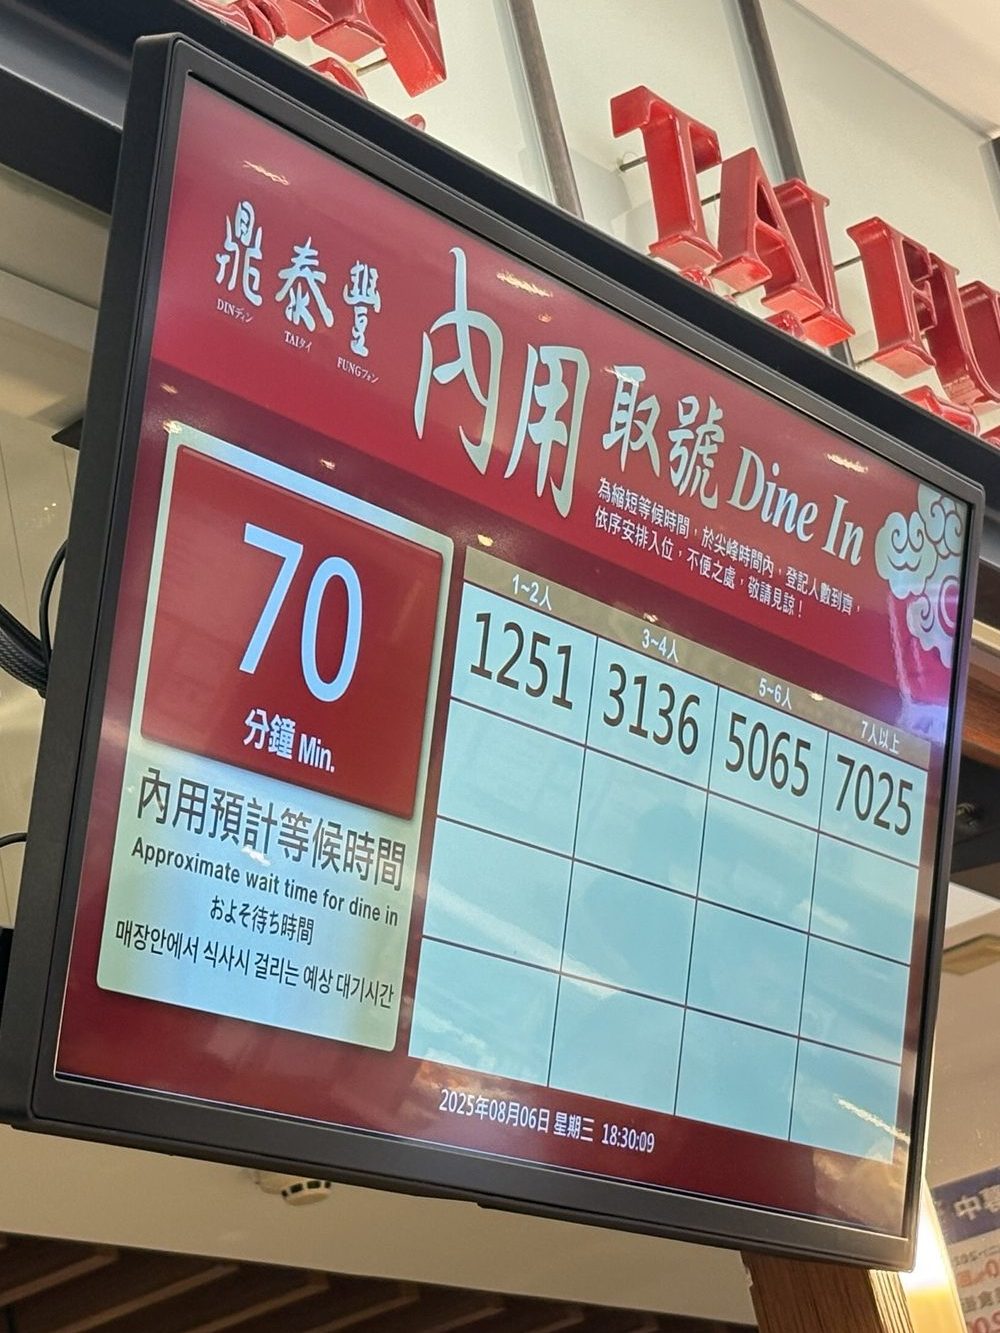 TAI FU
鼎泰豐
DINディン TAIタイ FUNGフォン
內用取號 Dine In
為縮短等候時間，於尖峰時間內，登記人數到齊，
依序安排入位，不便之處，敬請見諒！
70
分鐘 Min.
內用預計等候時間
Approximate wait time for dine in
およそ待ち時間
매장안에서 식사시 걸리는 예상 대기시간
1~2人 3~4人 5~6人 7人以上
1251 3136 5065 7025
2025年08月06日 星期三 18:30:09